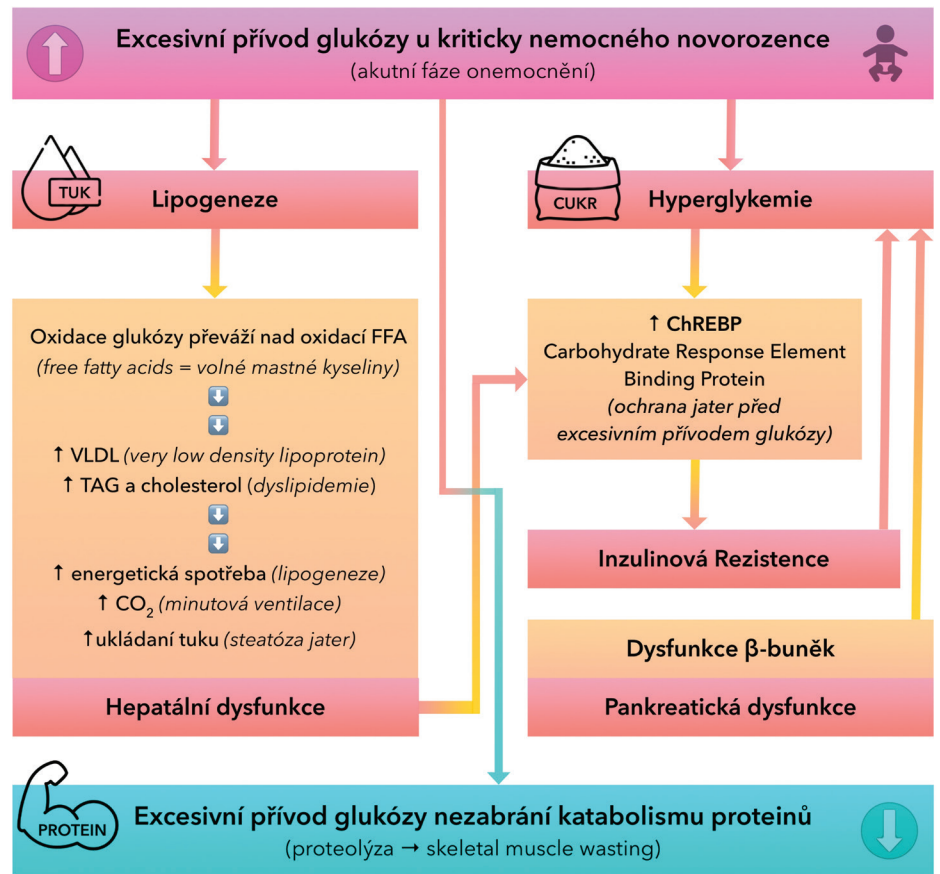 Excesivní přívod glukózy u kriticky nemocného novorozence
(akutní fáze onemocnění)
TUK
Lipogeneze
CUKR
Hyperglykemie
Oxidace glukózy převáží nad oxidací FFA
(free fatty acids = volné mastné kyseliny)
↑ VLDL (very low density lipoprotein)
↑ TAG a cholesterol (dyslipidemie)
↑ energetická spotřeba (lipogeneze)
↑ CO₂ (minutová ventilace)
↑ukládaní tuku (steatóza jater)
Hepatální dysfunkce
↑ ChREBP
Carbohydrate Response Element
Binding Protein
(ochrana jater před
excesivním přívodem glukózy)
Inzulinová Rezistence
Dysfunkce β-buněk
Pankreatická dysfunkce
PROTEIN
Excesivní přívod glukózy nezabrání katabolismu proteinů
(proteolýza → skeletal muscle wasting)